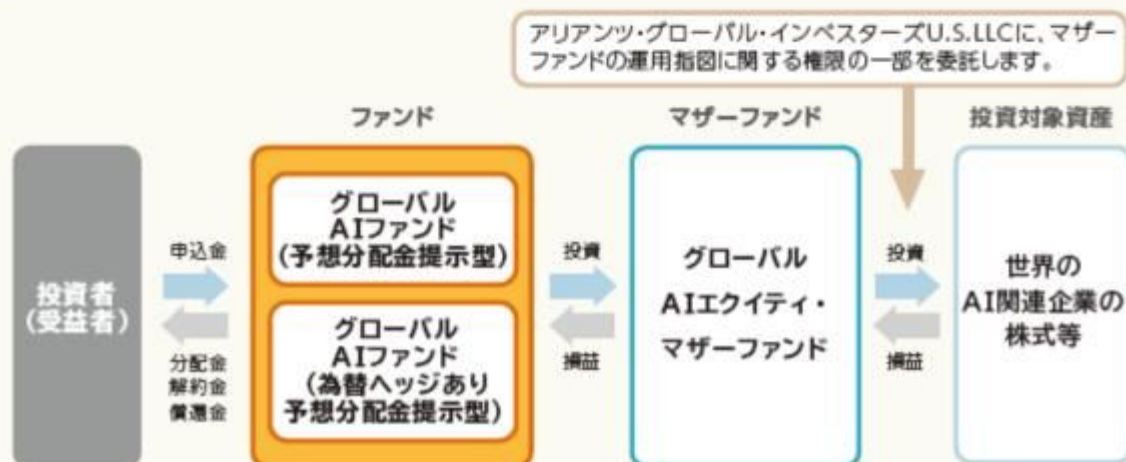 アリアンツ・グローバル・インベスターズU.S.LLCに、マザー
ファンドの運用指図に関する権限の一部を委託します。
ファンド
マザーファンド
投資対象資産
投資者
(受益者)
申込金
分配金
解約金
償還金
グローバル
AIファンド
(予想分配金提示型)
グローバル
AIファンド
(為替ヘッジあり
予想分配金提示型)
投資
損益
グローバル
AIエクイティ・
マザーファンド
投資
損益
世界の
AI関連企業の
株式等